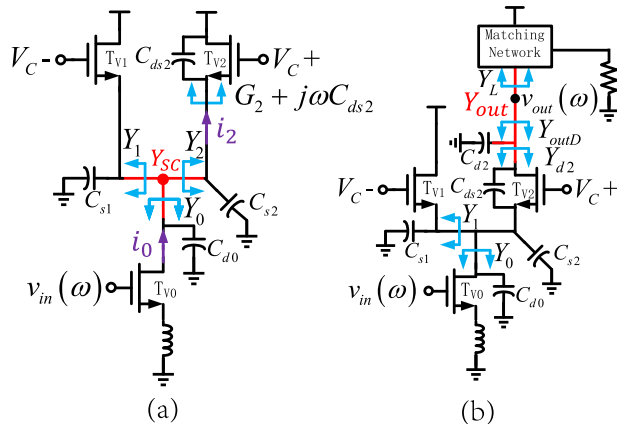 V_C-
T_V1
C_ds2
T_V2
V_C+
G_2 + jωC_ds2
i_2
Y_1
Y_SC
Y_2
C_s1
Y_0
C_s2
i_0
C_d0
v_in(ω)
T_V0
(a)
Matching
Network
Y_L
Y_out
v_out(ω)
Y_outD
C_d2
Y_d2
V_C-
T_V1
C_ds2
T_V2
V_C+
Y_1
C_s1
Y_0
C_s2
v_in(ω)
T_V0
C_d0
(b)